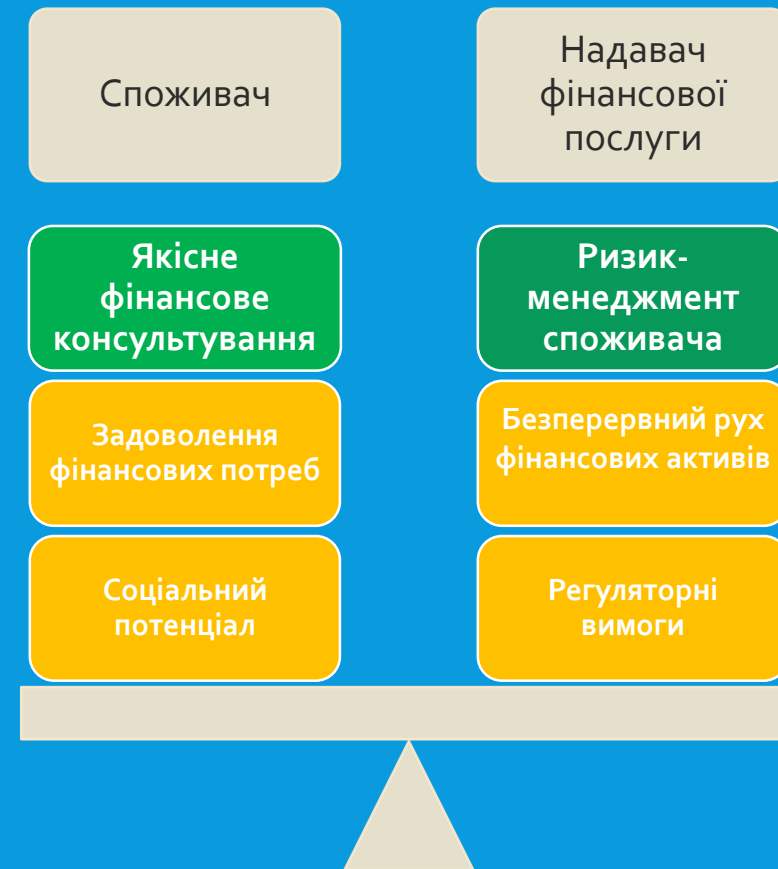 Споживач
Надавач
фінансової
послуги
Якісне
фінансове
консультування
Ризик-
менеджмент
споживача
Задоволення
фінансових потреб
Безперервний рух
фінансових активів
Соціальний
потенціал
Регуляторні
вимоги